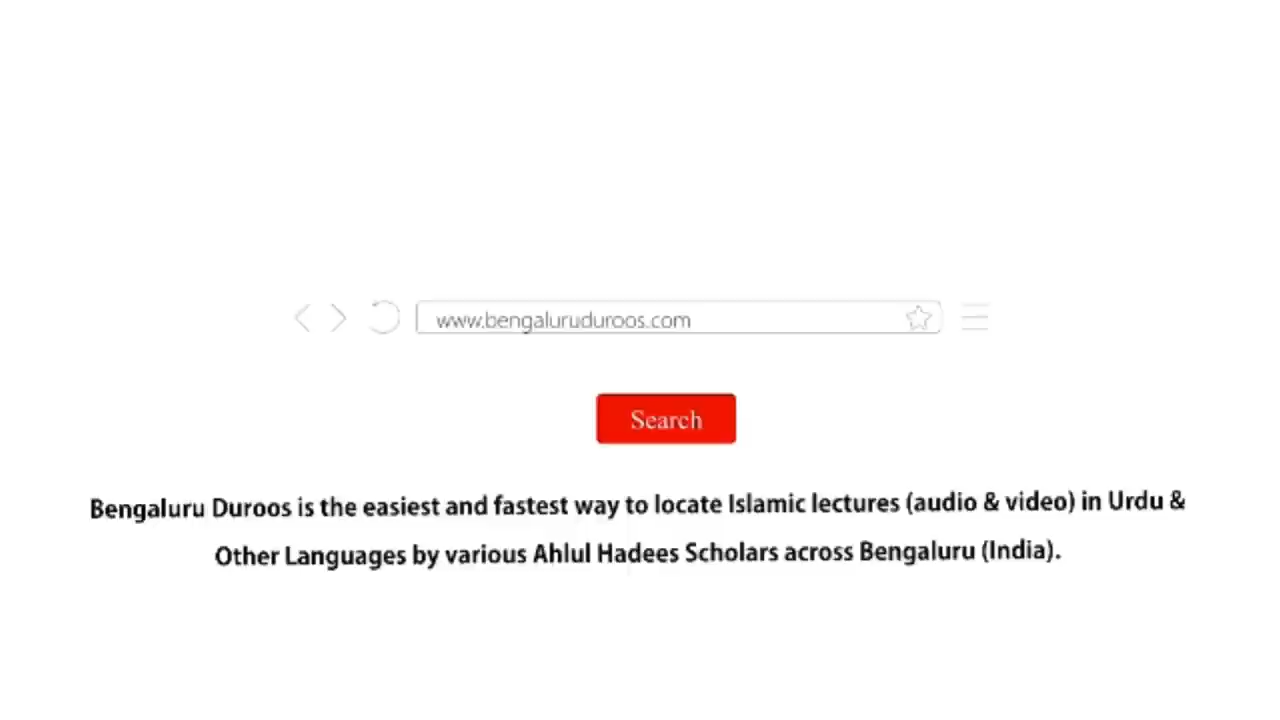 www.bengaluruduroos.com
Search
Bengaluru Duroos is the easiest and fastest way to locate Islamic lectures (audio & video) in Urdu &
Other Languages by various Ahlul Hadees Scholars across Bengaluru (India).